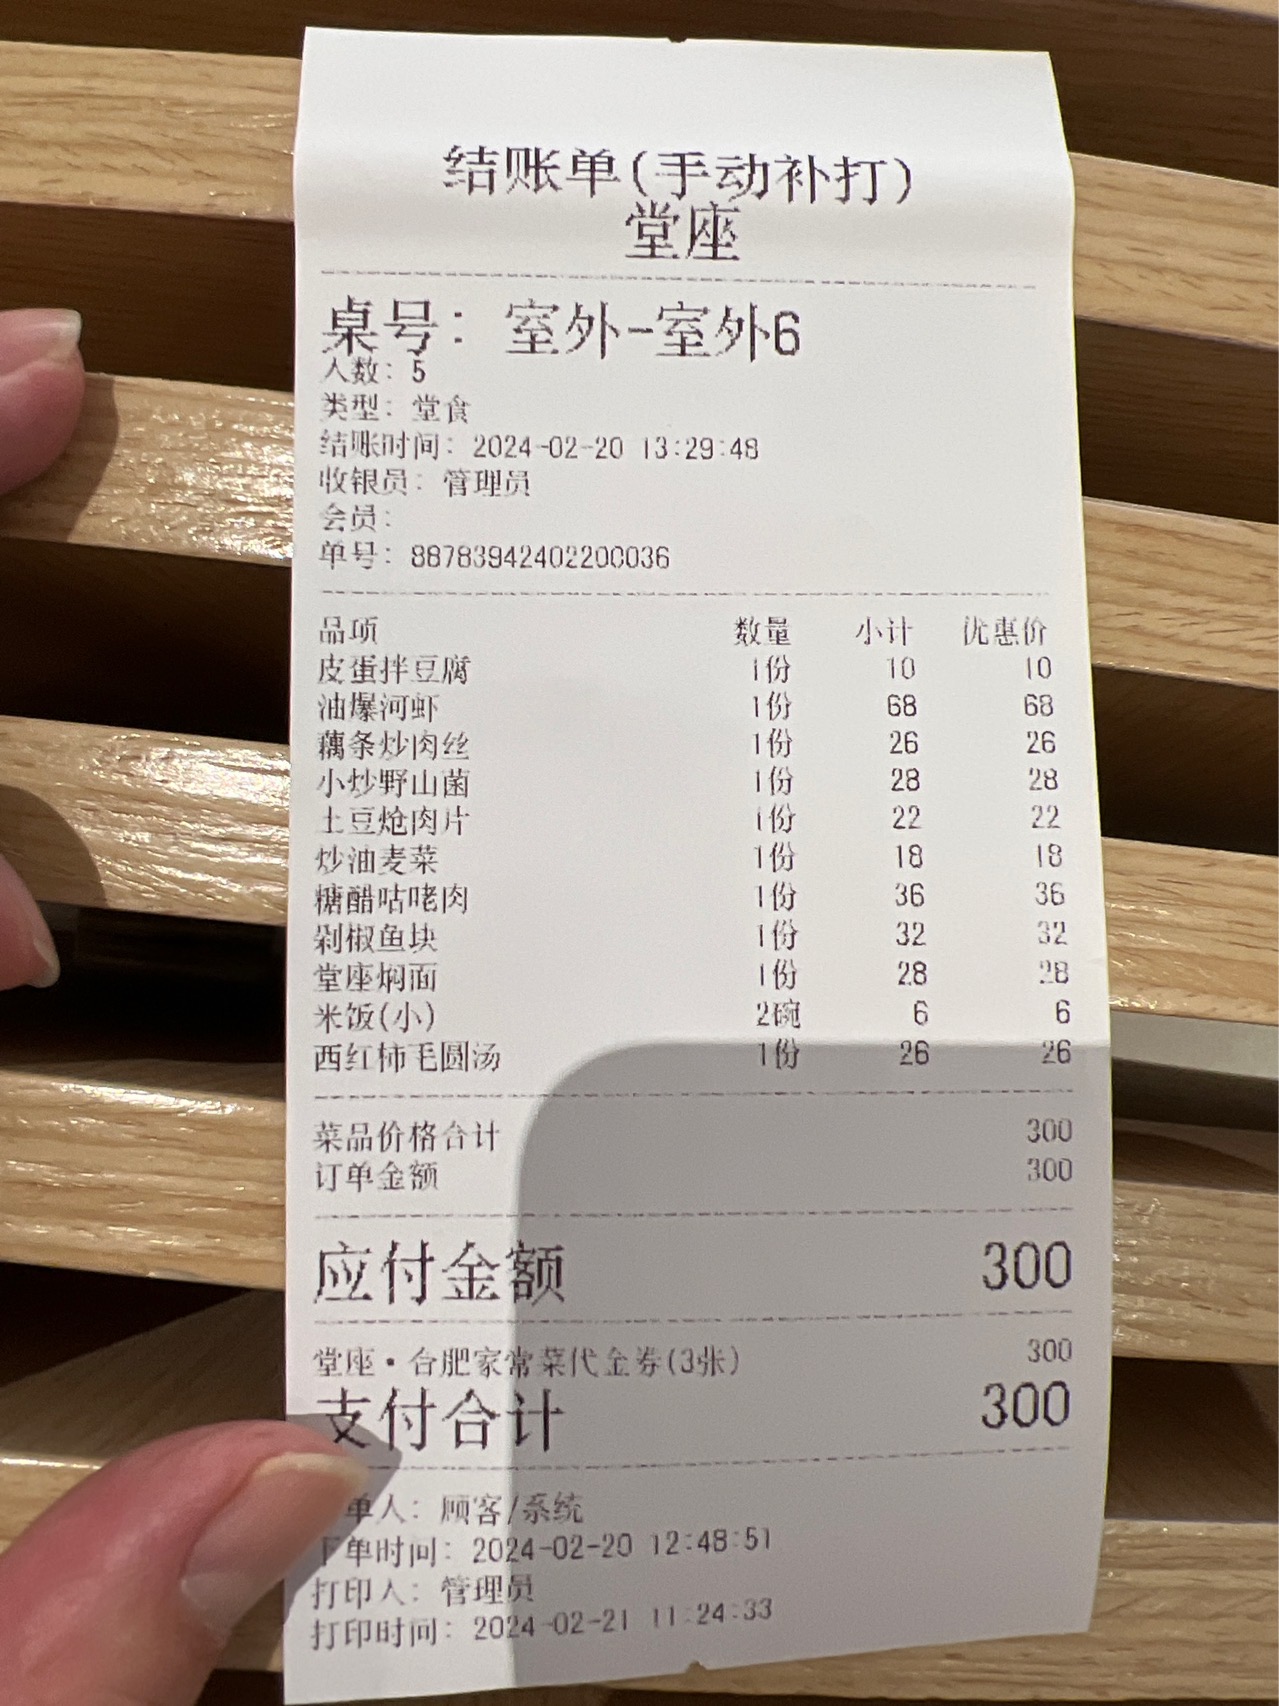 结账单(手动补打)
堂座
桌号: 室外-室外6
人数: 5
类型: 堂食
结账时间: 2024-02-20 13:29:48
收银员: 管理员
会员:
单号: 88783942402200036
品项 数量 小计 优惠价
皮蛋拌豆腐 1份 10 10
油爆河虾 1份 68 68
藕条炒肉丝 1份 26 26
小炒野山菌 1份 28 28
土豆炝肉片 1份 22 22
炒油麦菜 1份 18 18
糖醋咕咾肉 1份 36 36
剁椒鱼块 1份 32 32
堂座焖面 1份 28 28
米饭(小) 2碗 6 6
西红柿毛圆汤 1份 26 26
菜品价格合计 300
订单金额 300
应付金额 300
堂座·合肥家常菜代金券(3张) 300
支付合计 300
单人: 顾客/系统
下单时间: 2024-02-20 12:48:51
打印人: 管理员
打印时间: 2024-02-21 11:24:33